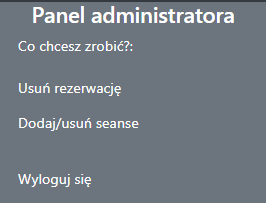 Panel administratora
Co chcesz zrobić?:
Usuń rezerwację
Dodaj/usuń seanse
Wyloguj się